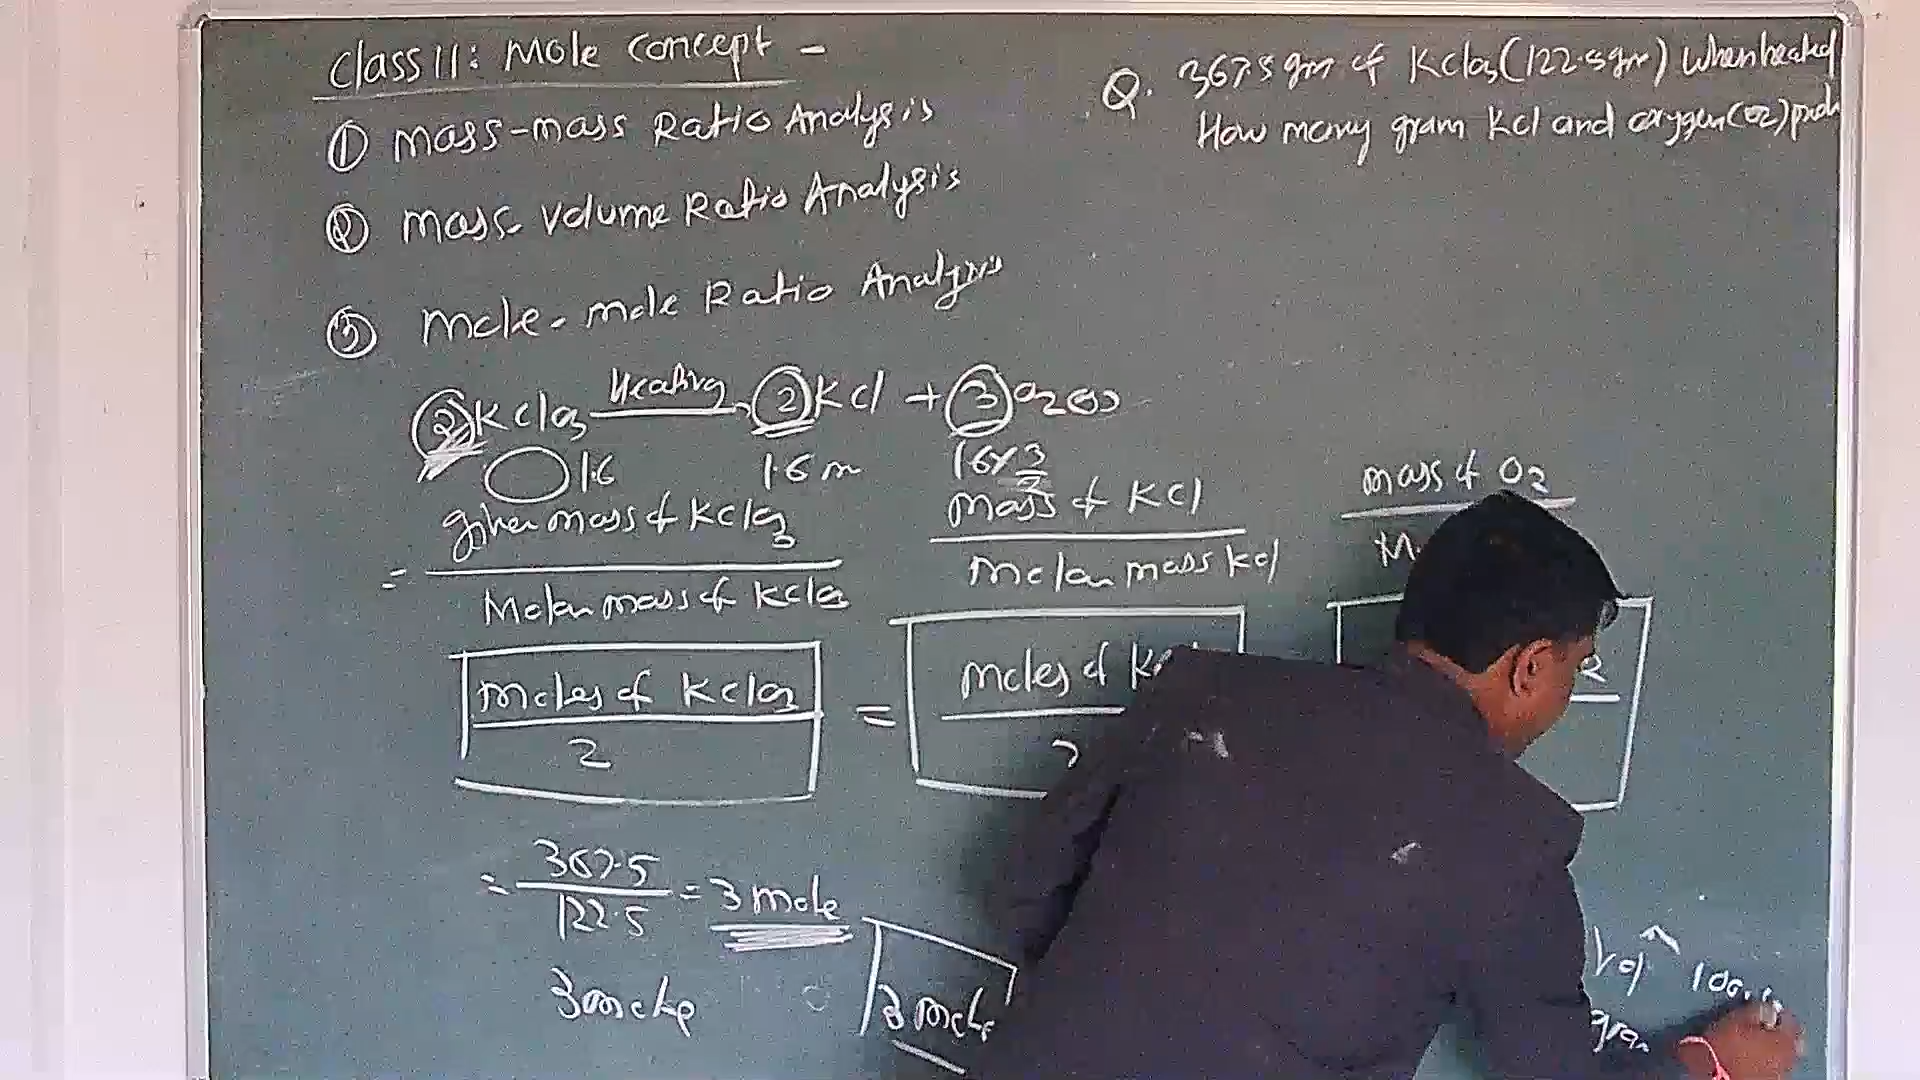 Class 11: Mole Concept -
① Mass-mass Ratio Analysis
② Mass-Volume Ratio Analysis
③ Mole-mole Ratio Analysis
Q. 367.5 gm of KClO3 (122.5 gm) When heated
How many gram KCl and oxygen (O2)
2KClO3 Heating 2KCl + 3O2
1.6 1.6 m 1.6×3/2
= given mass of KClO3 / Molar mass of KClO3
Mass of KCl / Molar mass KCl
mass of O2
moles of KClO3 / 2 = moles of
2
= 367.5 / 122.5 = 3 mole
3 mole 3 mole